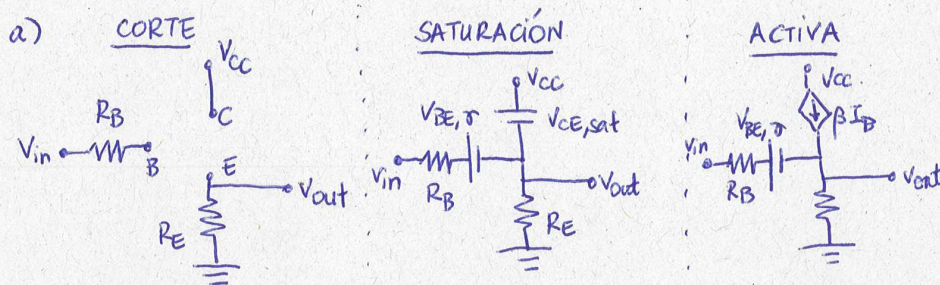 a) CORTE
Vcc
C
RB
Vin
B
E
Vout
RE
SATURACIÓN
Vcc
VBE,γ
VCE,sat
Vin
RB
Vout
RE
ACTIVA
Vcc
βIB
VBE,γ
Vin
RB
Vout